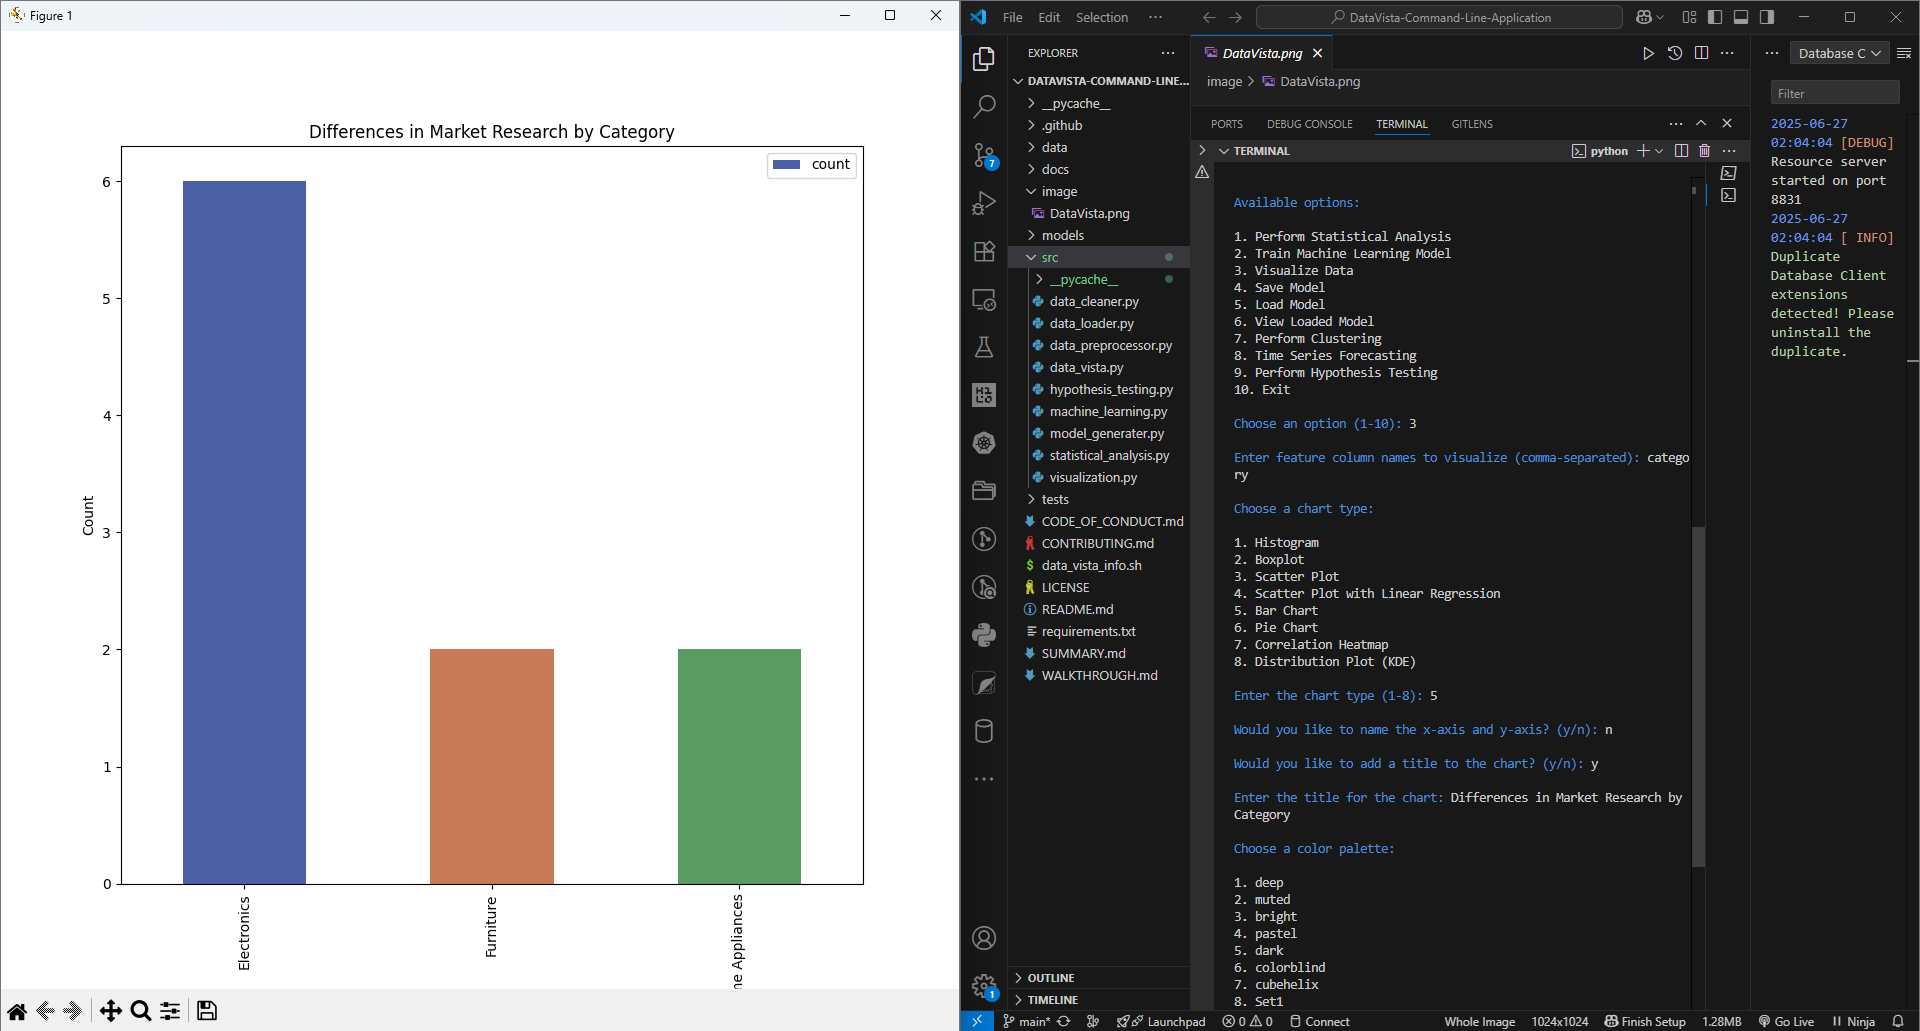 Figure 1
Differences in Market Research by Category
count
6
5
4
3
2
1
0
Count
Electronics
Furniture
ne Appliances
File Edit Selection ···
DataVista-Command-Line-Application
EXPLORER
DATAVISTA-COMMAND-LINE...
__pycache__
.github
data
docs
image
DataVista.png
models
src
__pycache__
data_cleaner.py
data_loader.py
data_preprocessor.py
data_vista.py
hypothesis_testing.py
machine_learning.py
model_generater.py
statistical_analysis.py
visualization.py
tests
CODE_OF_CONDUCT.md
CONTRIBUTING.md
data_vista_info.sh
LICENSE
README.md
requirements.txt
SUMMARY.md
WALKTHROUGH.md
OUTLINE
TIMELINE
7
1
DataVista.png
image > DataVista.png
PORTS DEBUG CONSOLE TERMINAL GITLENS
TERMINAL
python
Available options:
1. Perform Statistical Analysis
2. Train Machine Learning Model
3. Visualize Data
4. Save Model
5. Load Model
6. View Loaded Model
7. Perform Clustering
8. Time Series Forecasting
9. Perform Hypothesis Testing
10. Exit
Choose an option (1-10): 3
Enter feature column names to visualize (comma-separated): catego
ry
Choose a chart type:
1. Histogram
2. Boxplot
3. Scatter Plot
4. Scatter Plot with Linear Regression
5. Bar Chart
6. Pie Chart
7. Correlation Heatmap
8. Distribution Plot (KDE)
Enter the chart type (1-8): 5
Would you like to name the x-axis and y-axis? (y/n): n
Would you like to add a title to the chart? (y/n): y
Enter the title for the chart: Differences in Market Research by
Category
Choose a color palette:
1. deep
2. muted
3. bright
4. pastel
5. dark
6. colorblind
7. cubehelix
8. Set1
Database C
Filter
2025-06-27
02:04:04 [DEBUG]
Resource server
started on port
8831
2025-06-27
02:04:04 [ INFO]
Duplicate
Database Client
extensions
detected! Please
uninstall the
duplicate.
main* Launchpad 0 0 Connect Whole Image 1024x1024 Finish Setup 1.28MB Go Live Ninja